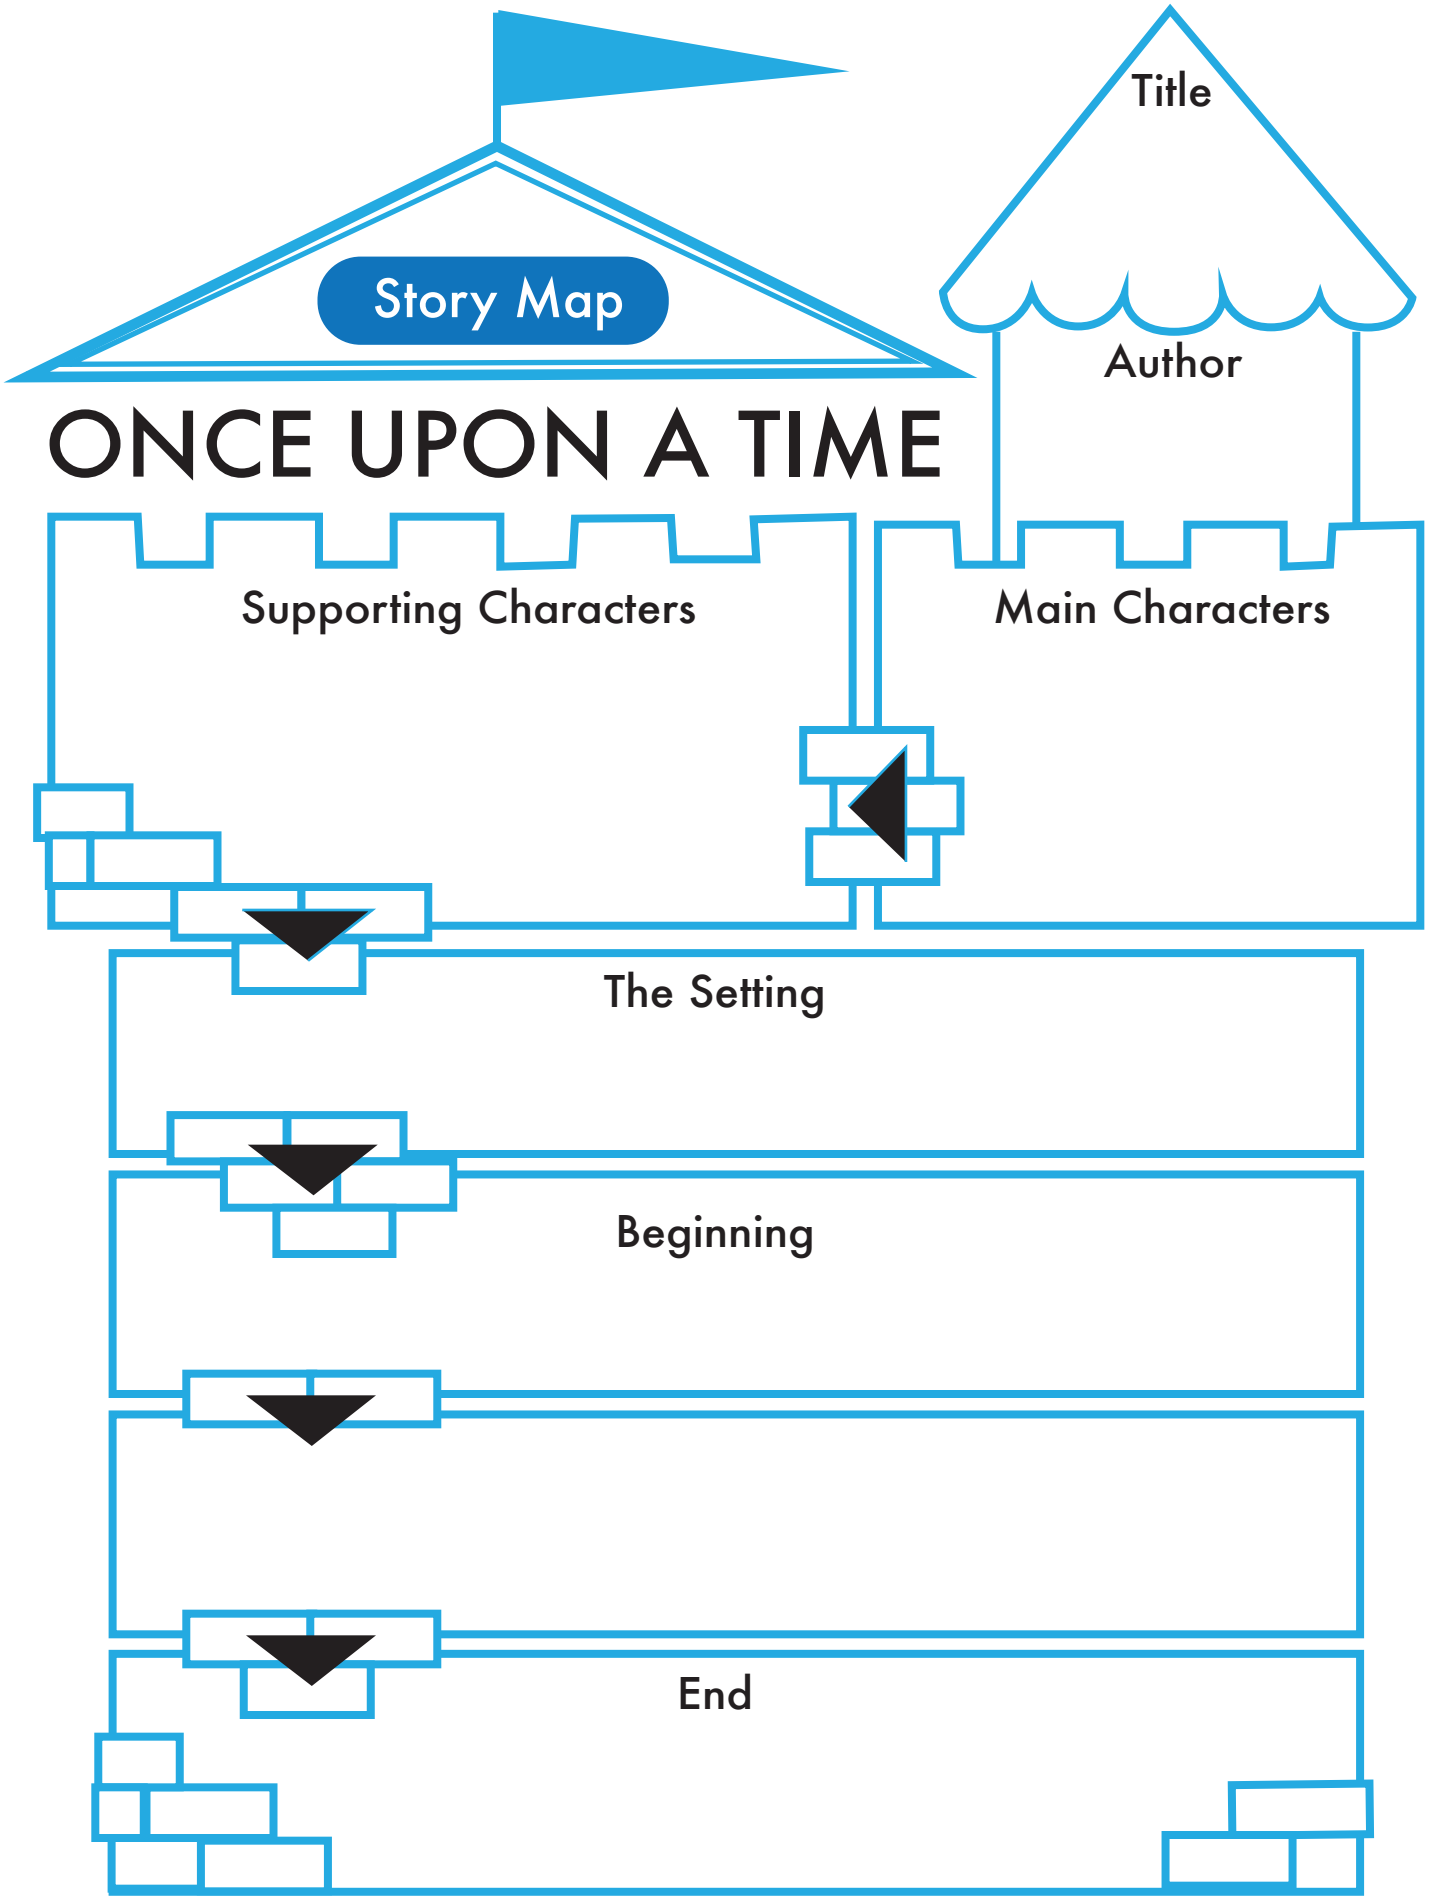 Title
Story Map
Author
ONCE UPON A TIME
Supporting Characters
Main Characters
The Setting
Beginning
End